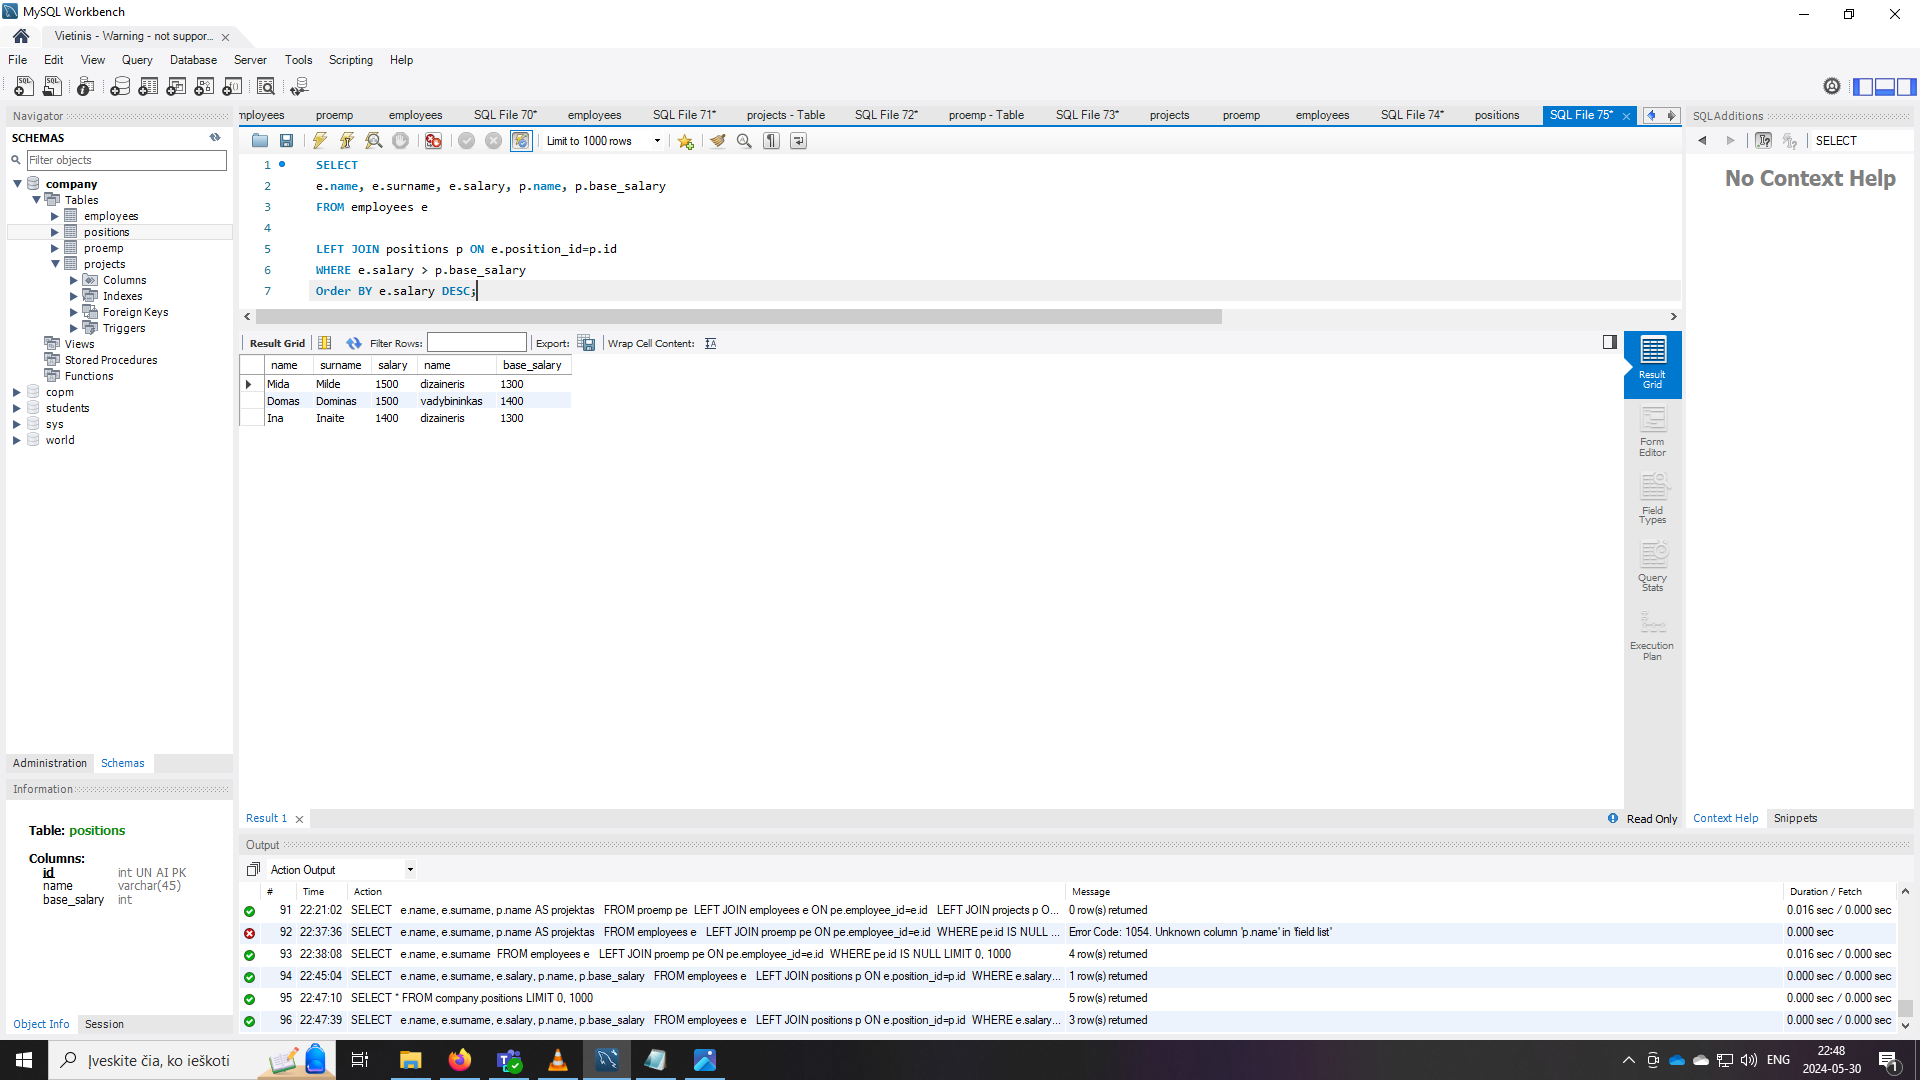 MySQL Workbench
Vietinis - Warning - not suppor...
File Edit View Query Database Server Tools Scripting Help
Navigator
SCHEMAS
Filter objects
company
Tables
employees
positions
proemp
projects
Columns
Indexes
Foreign Keys
Triggers
Views
Stored Procedures
Functions
copm
students
sys
world
Administration Schemas
Information
Table: positions
Columns:
id int UN AI PK
name varchar(45)
base_salary int
Object Info Session
mployees proemp employees SQL File 70* employees SQL File 71* projects - Table SQL File 72* proemp - Table SQL File 73* projects proemp employees SQL File 74* positions SQL File 75*
Limit to 1000 rows
1 SELECT
2 e.name, e.surname, e.salary, p.name, p.base_salary
3 FROM employees e
4
5 LEFT JOIN positions p ON e.position_id=p.id
6 WHERE e.salary > p.base_salary
7 Order BY e.salary DESC;
Result Grid Filter Rows: Export: Wrap Cell Content:
name surname salary name base_salary
Mida Milde 1500 dizaineris 1300
Domas Dominas 1500 vadybininkas 1400
Ina Inaite 1400 dizaineris 1300
Result
Grid
Form
Editor
Field
Types
Query
Stats
Execution
Plan
Result 1
Read Only
SQLAdditions
SELECT
No Context Help
Context Help Snippets
Output
Action Output
# Time Action Message Duration / Fetch
91 22:21:02 SELECT e.name, e.surname, p.name AS projektas FROM proemp pe LEFT JOIN employees e ON pe.employee_id=e.id LEFT JOIN projects p O... 0 row(s) returned 0.016 sec / 0.000 sec
92 22:37:36 SELECT e.name, e.surname, p.name AS projektas FROM employees e LEFT JOIN proemp pe ON pe.employee_id=e.id WHERE pe.id IS NULL ... Error Code: 1054. Unknown column 'p.name' in 'field list' 0.000 sec
93 22:38:08 SELECT e.name, e.surname FROM employees e LEFT JOIN proemp pe ON pe.employee_id=e.id WHERE pe.id IS NULL LIMIT 0, 1000 4 row(s) returned 0.016 sec / 0.000 sec
94 22:45:04 SELECT e.name, e.surname, e.salary, p.name, p.base_salary FROM employees e LEFT JOIN positions p ON e.position_id=p.id WHERE e.salary... 1 row(s) returned 0.000 sec / 0.000 sec
95 22:47:10 SELECT * FROM company.positions LIMIT 0, 1000 5 row(s) returned 0.000 sec / 0.000 sec
96 22:47:39 SELECT e.name, e.surname, e.salary, p.name, p.base_salary FROM employees e LEFT JOIN positions p ON e.position_id=p.id WHERE e.salary... 3 row(s) returned 0.000 sec / 0.000 sec
Įveskite čia, ko ieškoti
ENG
22:48
2024-05-30
1